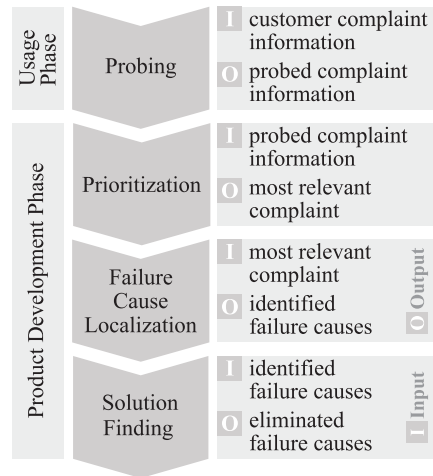 Usage
Phase
Probing
I customer complaint
information
O probed complaint
information
Product Development Phase
Prioritization
I probed complaint
information
O most relevant
complaint
Failure
Cause
Localization
I most relevant
complaint
O identified
failure causes
O Output
Solution
Finding
I identified
failure causes
O eliminated
failure causes
I Input